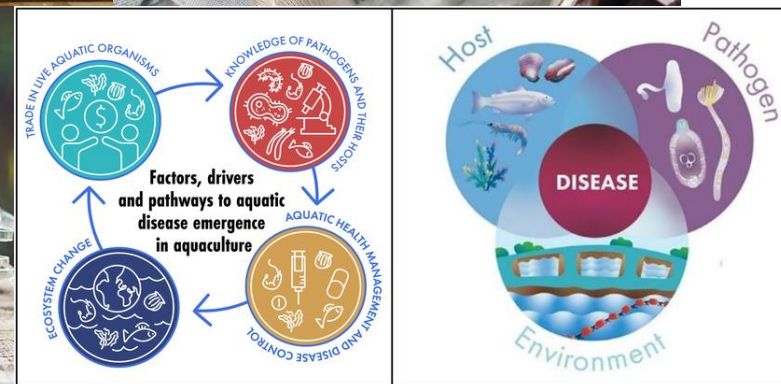 TRADE IN LIVE AQUATIC ORGANISMS
KNOWLEDGE OF PATHOGENS AND THEIR HOSTS
Factors, drivers
and pathways to aquatic
disease emergence
in aquaculture
AQUATIC HEALTH MANAGEMENT AND DISEASE CONTROL
ECOSYSTEM CHANGE
$
Host
Pathogen
DISEASE
Environment